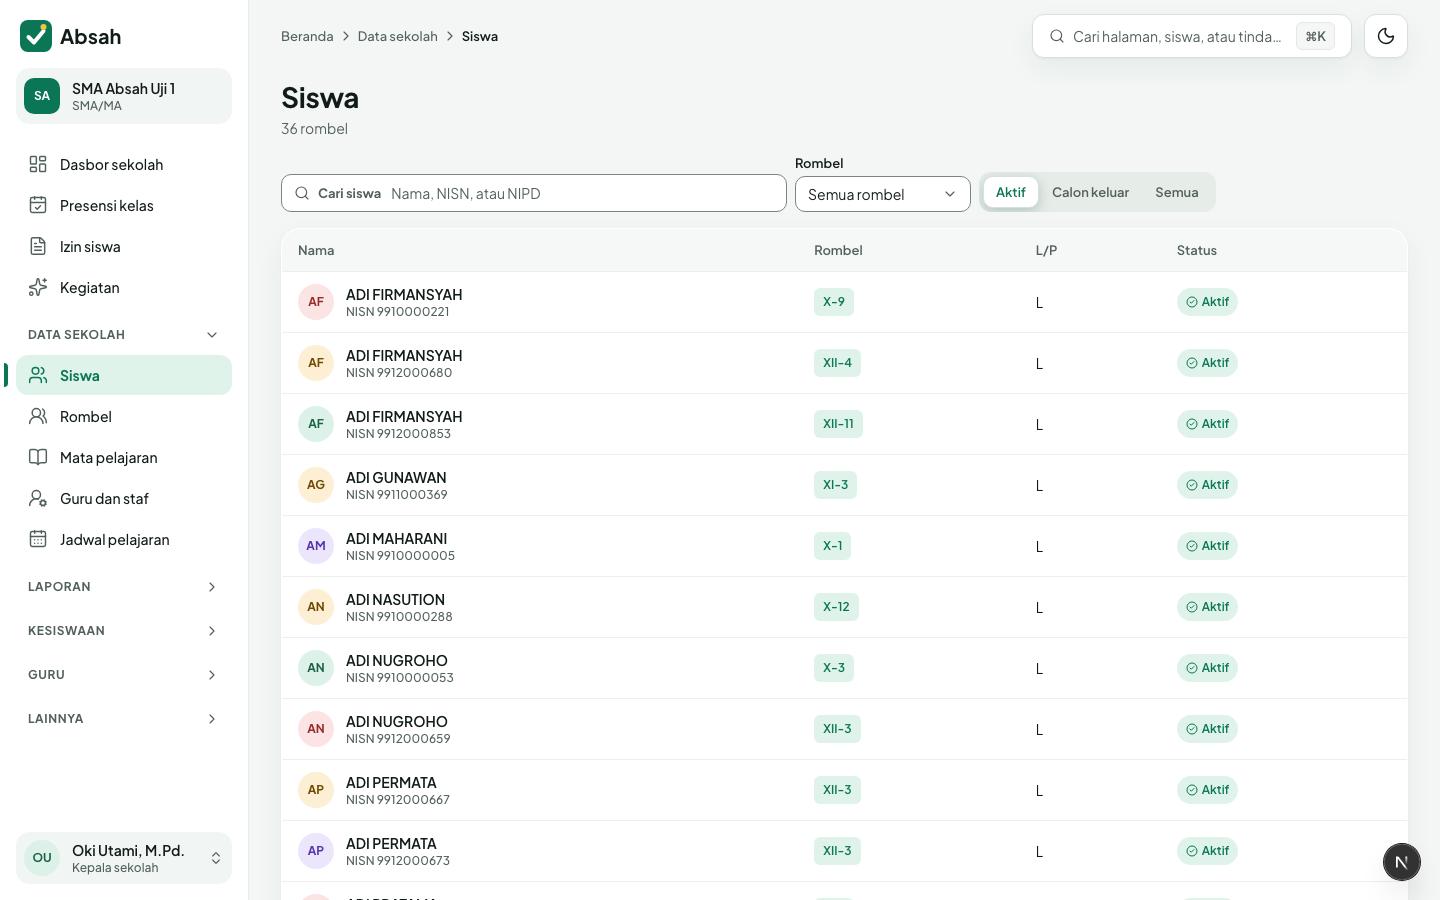 Absah
SA
SMA Absah Uji 1
SMA/MA
Dasbor sekolah
Presensi kelas
Izin siswa
Kegiatan
DATA SEKOLAH
Siswa
Rombel
Mata pelajaran
Guru dan staf
Jadwal pelajaran
LAPORAN
KESISWAAN
GURU
LAINNYA
OU
Oki Utami, M.Pd.
Kepala sekolah
Beranda > Data sekolah > Siswa
Cari halaman, siswa, atau tinda... ⌘K
Siswa
36 rombel
Cari siswa Nama, NISN, atau NIPD
Rombel
Semua rombel
Aktif Calon keluar Semua
Nama Rombel L/P Status
AF ADI FIRMANSYAH X-9 L Aktif
NISN 9910000221
AF ADI FIRMANSYAH XII-4 L Aktif
NISN 9912000680
AF ADI FIRMANSYAH XII-11 L Aktif
NISN 9912000853
AG ADI GUNAWAN XI-3 L Aktif
NISN 9911000369
AM ADI MAHARANI X-1 L Aktif
NISN 9910000005
AN ADI NASUTION X-12 L Aktif
NISN 9910000288
AN ADI NUGROHO X-3 L Aktif
NISN 9910000053
AN ADI NUGROHO XII-3 L Aktif
NISN 9912000659
AP ADI PERMATA XII-3 L Aktif
NISN 9912000667
AP ADI PERMATA XII-3 L Aktif
NISN 9912000673
N